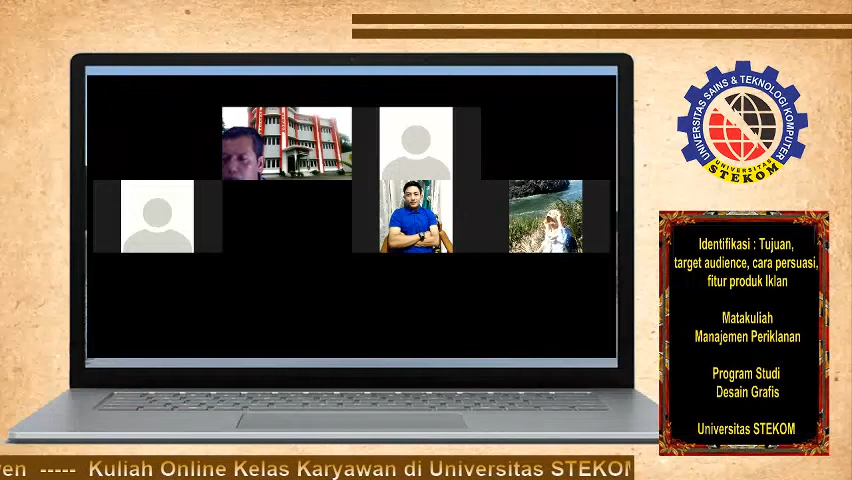 UNIVERSITAS SAINS & TEKNOLOGI KOMPUTER
UNIVERSITAS
STEKOM
Identifikasi : Tujuan,
target audience, cara persuasi,
fitur produk Iklan
Matakuliah
Manajemen Periklanan
Program Studi
Desain Grafis
Universitas STEKOM
ven ----- Kuliah Online Kelas Karyawan di Universitas STEKOM